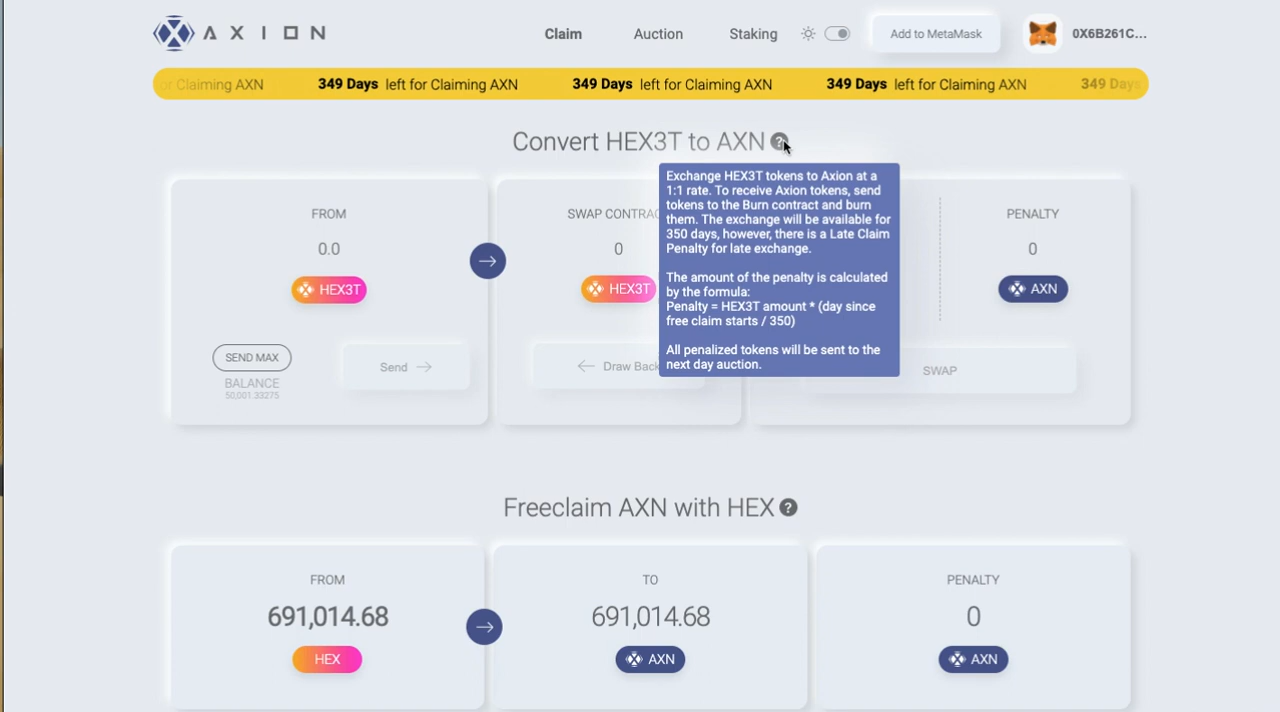 AXION
Claim
Auction
Staking
Add to MetaMask
0X6B261C...
or Claiming AXN 349 Days left for Claiming AXN 349 Days left for Claiming AXN 349 Days left for Claiming AXN 349 Days
Convert HEX3T to AXN ?
Exchange HEX3T tokens to Axion at a
1:1 rate. To receive Axion tokens, send
tokens to the Burn contract and burn
them. The exchange will be available for
350 days, however, there is a Late Claim
Penalty for late exchange.
The amount of the penalty is calculated
by the formula:
Penalty = HEX3T amount * (day since
free claim starts / 350)
All penalized tokens will be sent to the
next day auction.
FROM
0.0
HEX3T
SEND MAX
BALANCE
50,001.33275
Send
SWAP CONTRAC
0
HEX3T
Draw Back
PENALTY
0
AXN
SWAP
Freeclaim AXN with HEX ?
FROM
691,014.68
HEX
TO
691,014.68
AXN
PENALTY
0
AXN